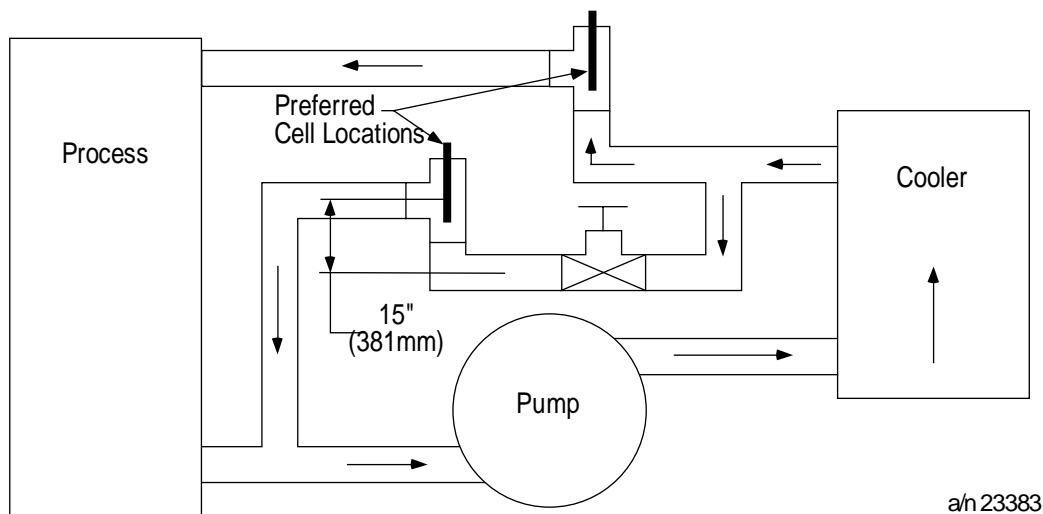 Preferred
Cell Locations
Process
Cooler
15"
(381mm)
Pump
a/n 23383